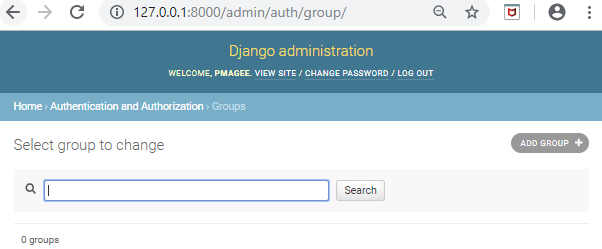 127.0.0.1:8000/admin/auth/group/
Django administration
WELCOME, PMAGEE. VIEW SITE / CHANGE PASSWORD / LOG OUT
Home › Authentication and Authorization › Groups
Select group to change
ADD GROUP +
Search
0 groups